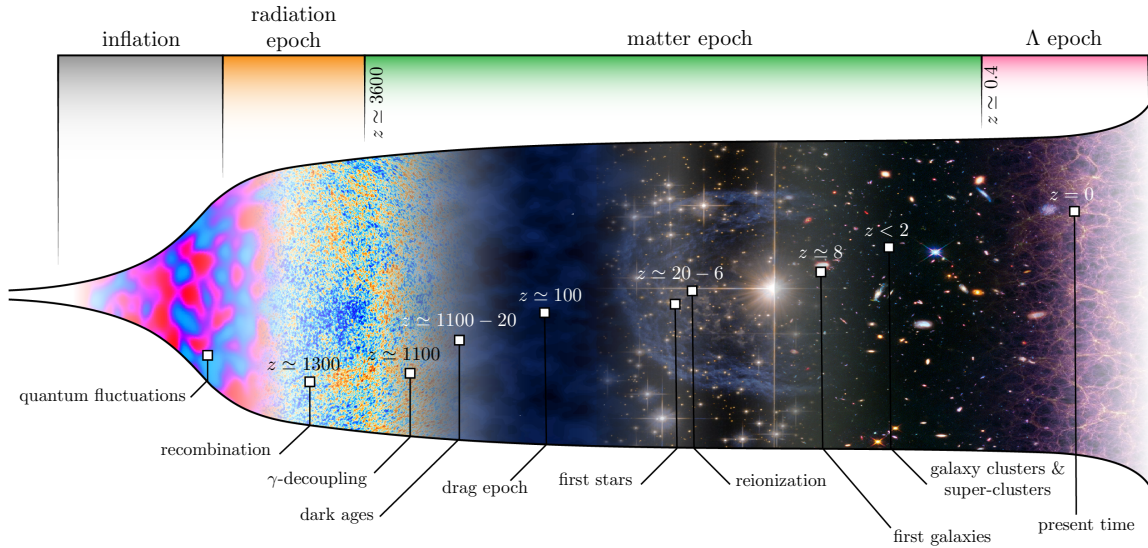 inflation
radiation
epoch
matter epoch
Λ epoch
z ≃ 3600
z ≃ 0.4
z = 0
z < 2
z ≃ 8
z ≃ 20 − 6
z ≃ 100
z ≃ 1100 − 20
z ≃ 1100
z ≃ 1300
quantum fluctuations
recombination
γ-decoupling
dark ages
drag epoch
first stars
reionization
first galaxies
galaxy clusters &
super-clusters
present time